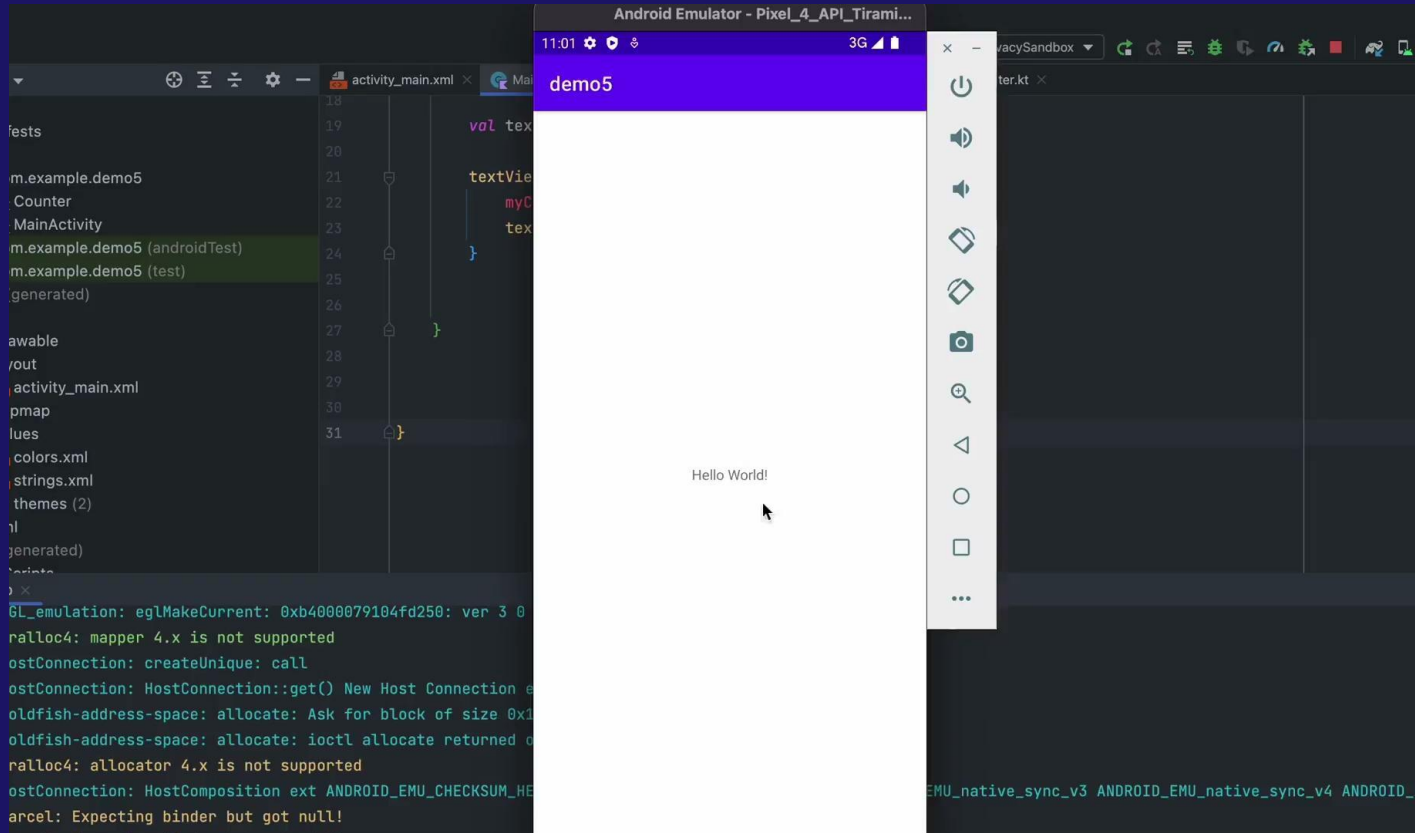 Android Emulator - Pixel_4_API_Tirami...
11:01
3G
demo5
vacySandbox
activity_main.xml
Mai
ter.kt
fests
m.example.demo5
Counter
MainActivity
m.example.demo5 (androidTest)
m.example.demo5 (test)
generated)
awable
yout
activity_main.xml
pmap
lues
colors.xml
strings.xml
themes (2)
generated)
18
19 val tex
20
21 textVie
22 myC
23 tex
24 }
25
26
27 }
28
29
30
31 }
Hello World!
GL_emulation: eglMakeCurrent: 0xb4000079104fd250: ver 3 0
ralloc4: mapper 4.x is not supported
ostConnection: createUnique: call
ostConnection: HostConnection::get() New Host Connection e
oldfish-address-space: allocate: Ask for block of size 0x1
oldfish-address-space: allocate: ioctl allocate returned o
ralloc4: allocator 4.x is not supported
ostConnection: HostComposition ext ANDROID_EMU_CHECKSUM_HE EMU_native_sync_v3 ANDROID_EMU_native_sync_v4 ANDROID_
arcel: Expecting binder but got null!